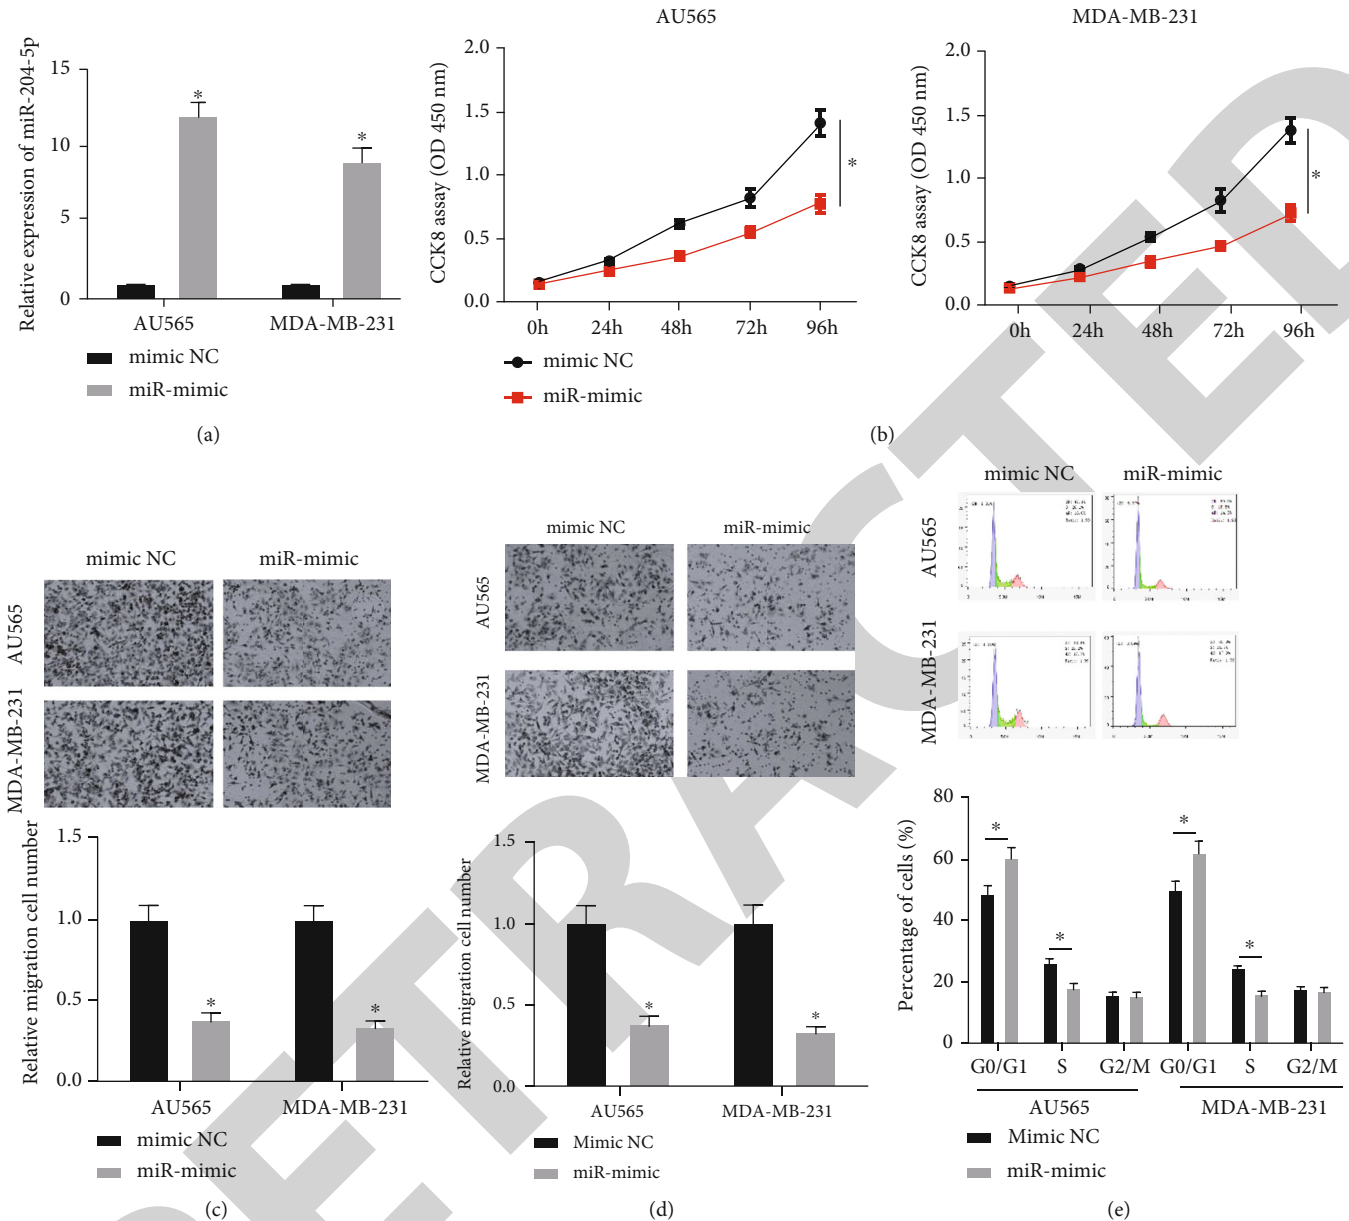 Relative expression of miR-204-5p
15
10
5
0
*
*
AU565
MDA-MB-231
mimic NC
miR-mimic
(a)
AU565
CCK8 assay (OD 450 nm)
2.0
1.5
1.0
0.5
0.0
*
0h
24h
48h
72h
96h
MDA-MB-231
CCK8 assay (OD 450 nm)
2.0
1.5
1.0
0.5
0.0
*
0h
24h
48h
72h
96h
mimic NC
miR-mimic
(b)
mimic NC
miR-mimic
AU565
MDA-MB-231
Relative migration cell number
1.5
1.0
0.5
0.0
*
*
AU565
MDA-MB-231
mimic NC
miR-mimic
(c)
mimic NC
miR-mimic
AU565
MDA-MB-231
Relative migration cell number
1.5
1.0
0.5
0.0
*
*
AU565
MDA-MB-231
Mimic NC
miR-mimic
(d)
mimic NC
miR-mimic
AU565
MDA-MB-231
Percentage of cells (%)
80
60
40
20
0
*
*
*
*
G0/G1
S
G2/M
G0/G1
S
G2/M
AU565
MDA-MB-231
Mimic NC
miR-mimic
(e)
RETRACTED